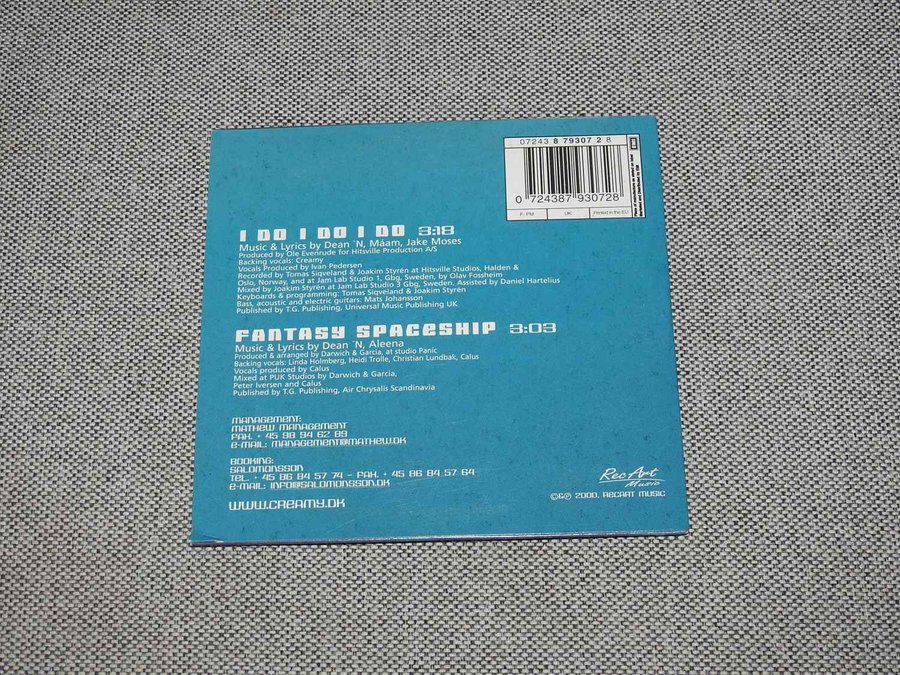 07243 8 79307 2 8
0 724387 930728
F: PM UK Printed in the EU
I DO I DO I DO 3:18
Music & Lyrics by Dean `N, Máam, Jake Moses
Produced by Ole Evenrude for Hitsville Production A/S
Backing vocals: Creamy
Vocals Produced by Ivan Pedersen
Recorded by Tomas Siqveland & Joakim Styrén at Hitsville Studios, Halden &
Oslo, Norway, and at Jam Lab Studio 1, Gbg, Sweden, by Olav Fossheim
Mixed by Joakim Styrén at Jam Lab Studio 3 Gbg, Sweden. Assisted by Daniel Hartelius
Keyboards & programming: Tomas Siqveland & Joakim Styrén
Bass, acoustic and electric guitars: Mats Johansson
Published by T.G. Publishing, Universal Music Publishing UK
FANTASY SPACESHIP 3:03
Music & Lyrics by Dean `N, Aleena
Produced & arranged by Darwich & Garcia, at studio Panic
Backing vocals: Linda Holmberg, Heidi Trolle, Christian Lundbak, Calus
Vocals produced by Calus
Mixed at PUK Studios by Darwich & Garcia,
Peter Iversen and Calus
Published by T.G. Publishing, Air Chrysalis Scandinavia
MANAGEMENT:
MATHEW MANAGEMENT
FAX. + 45 98 94 62 89
E-MAIL: MANAGEMENT@MATHEW.DK
BOOKING:
SALOMONSSON
TEL. + 45 86 84 57 74 - FAX. + 45 86 84 57 64
E-MAIL: INFO@SALOMONSSON.DK
WWW.CREAMY.DK
RecArt
Music
©&℗ 2000. RECART MUSIC